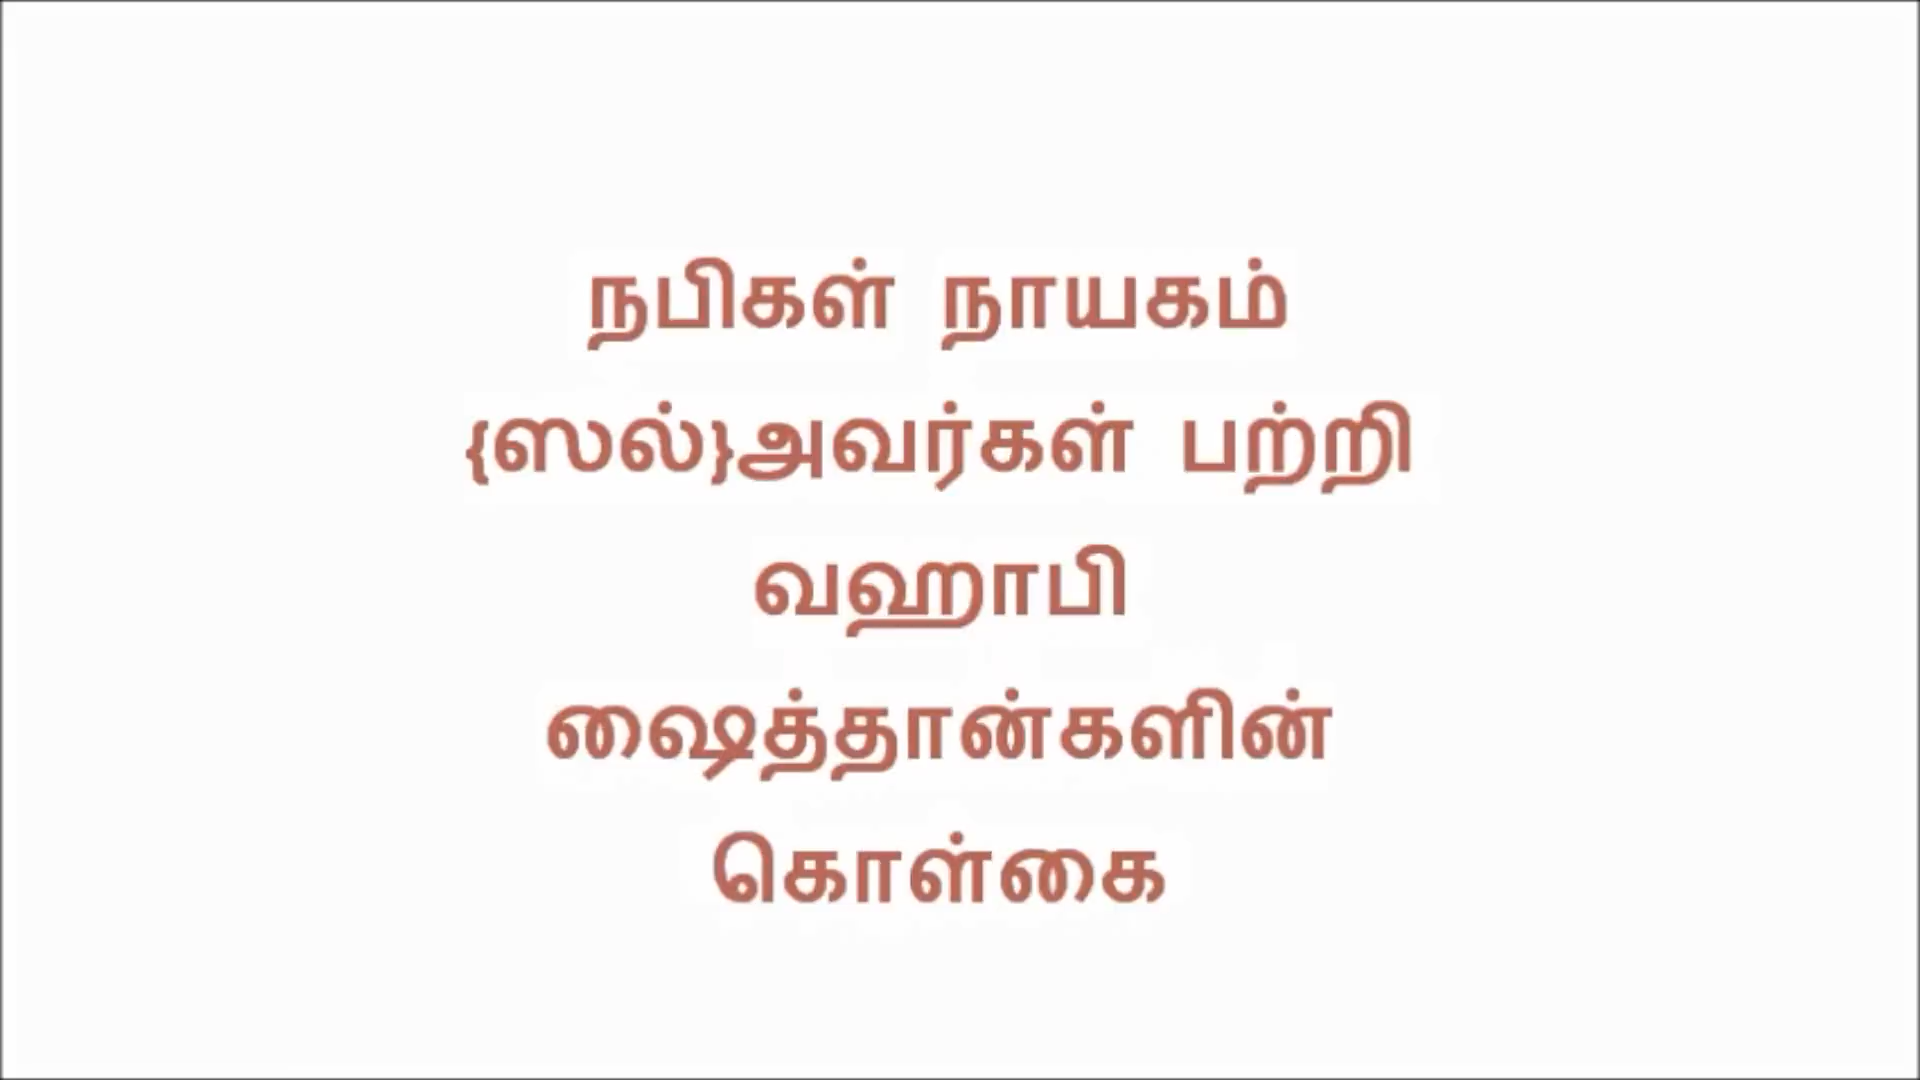 நபிகள் நாயகம்
{ஸல்}அவர்கள் பற்றி
வஹாபி
ஷைத்தான்களின்
கொள்கை